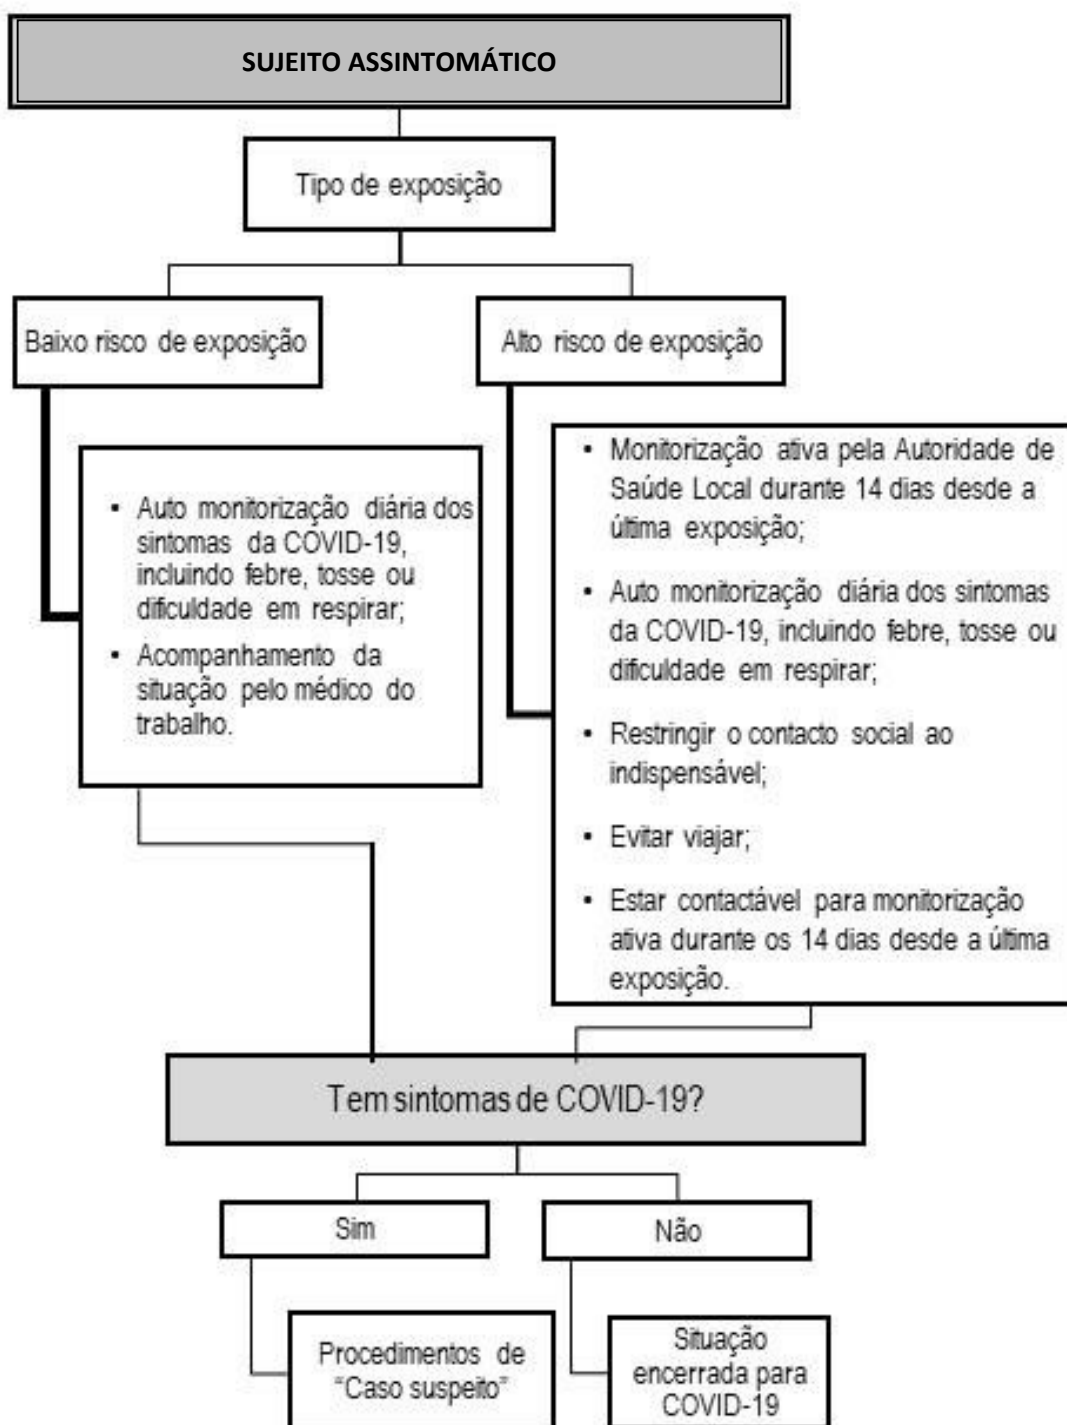 SUJEITO ASSINTOMÁTICO
Tipo de exposição
Baixo risco de exposição
Alto risco de exposição
• Auto monitorização diária dos
sintomas da COVID-19,
incluindo febre, tosse ou
dificuldade em respirar;
• Acompanhamento da
situação pelo médico do
trabalho.
• Monitorização ativa pela Autoridade de
Saúde Local durante 14 dias desde a
última exposição;
• Auto monitorização diária dos sintomas
da COVID-19, incluindo febre, tosse ou
dificuldade em respirar;
• Restringir o contacto social ao
indispensável;
• Evitar viajar;
• Estar contactável para monitorização
ativa durante os 14 dias desde a última
exposição.
Tem sintomas de COVID-19?
Sim
Não
Procedimentos de
“Caso suspeito”
Situação
encerrada para
COVID-19